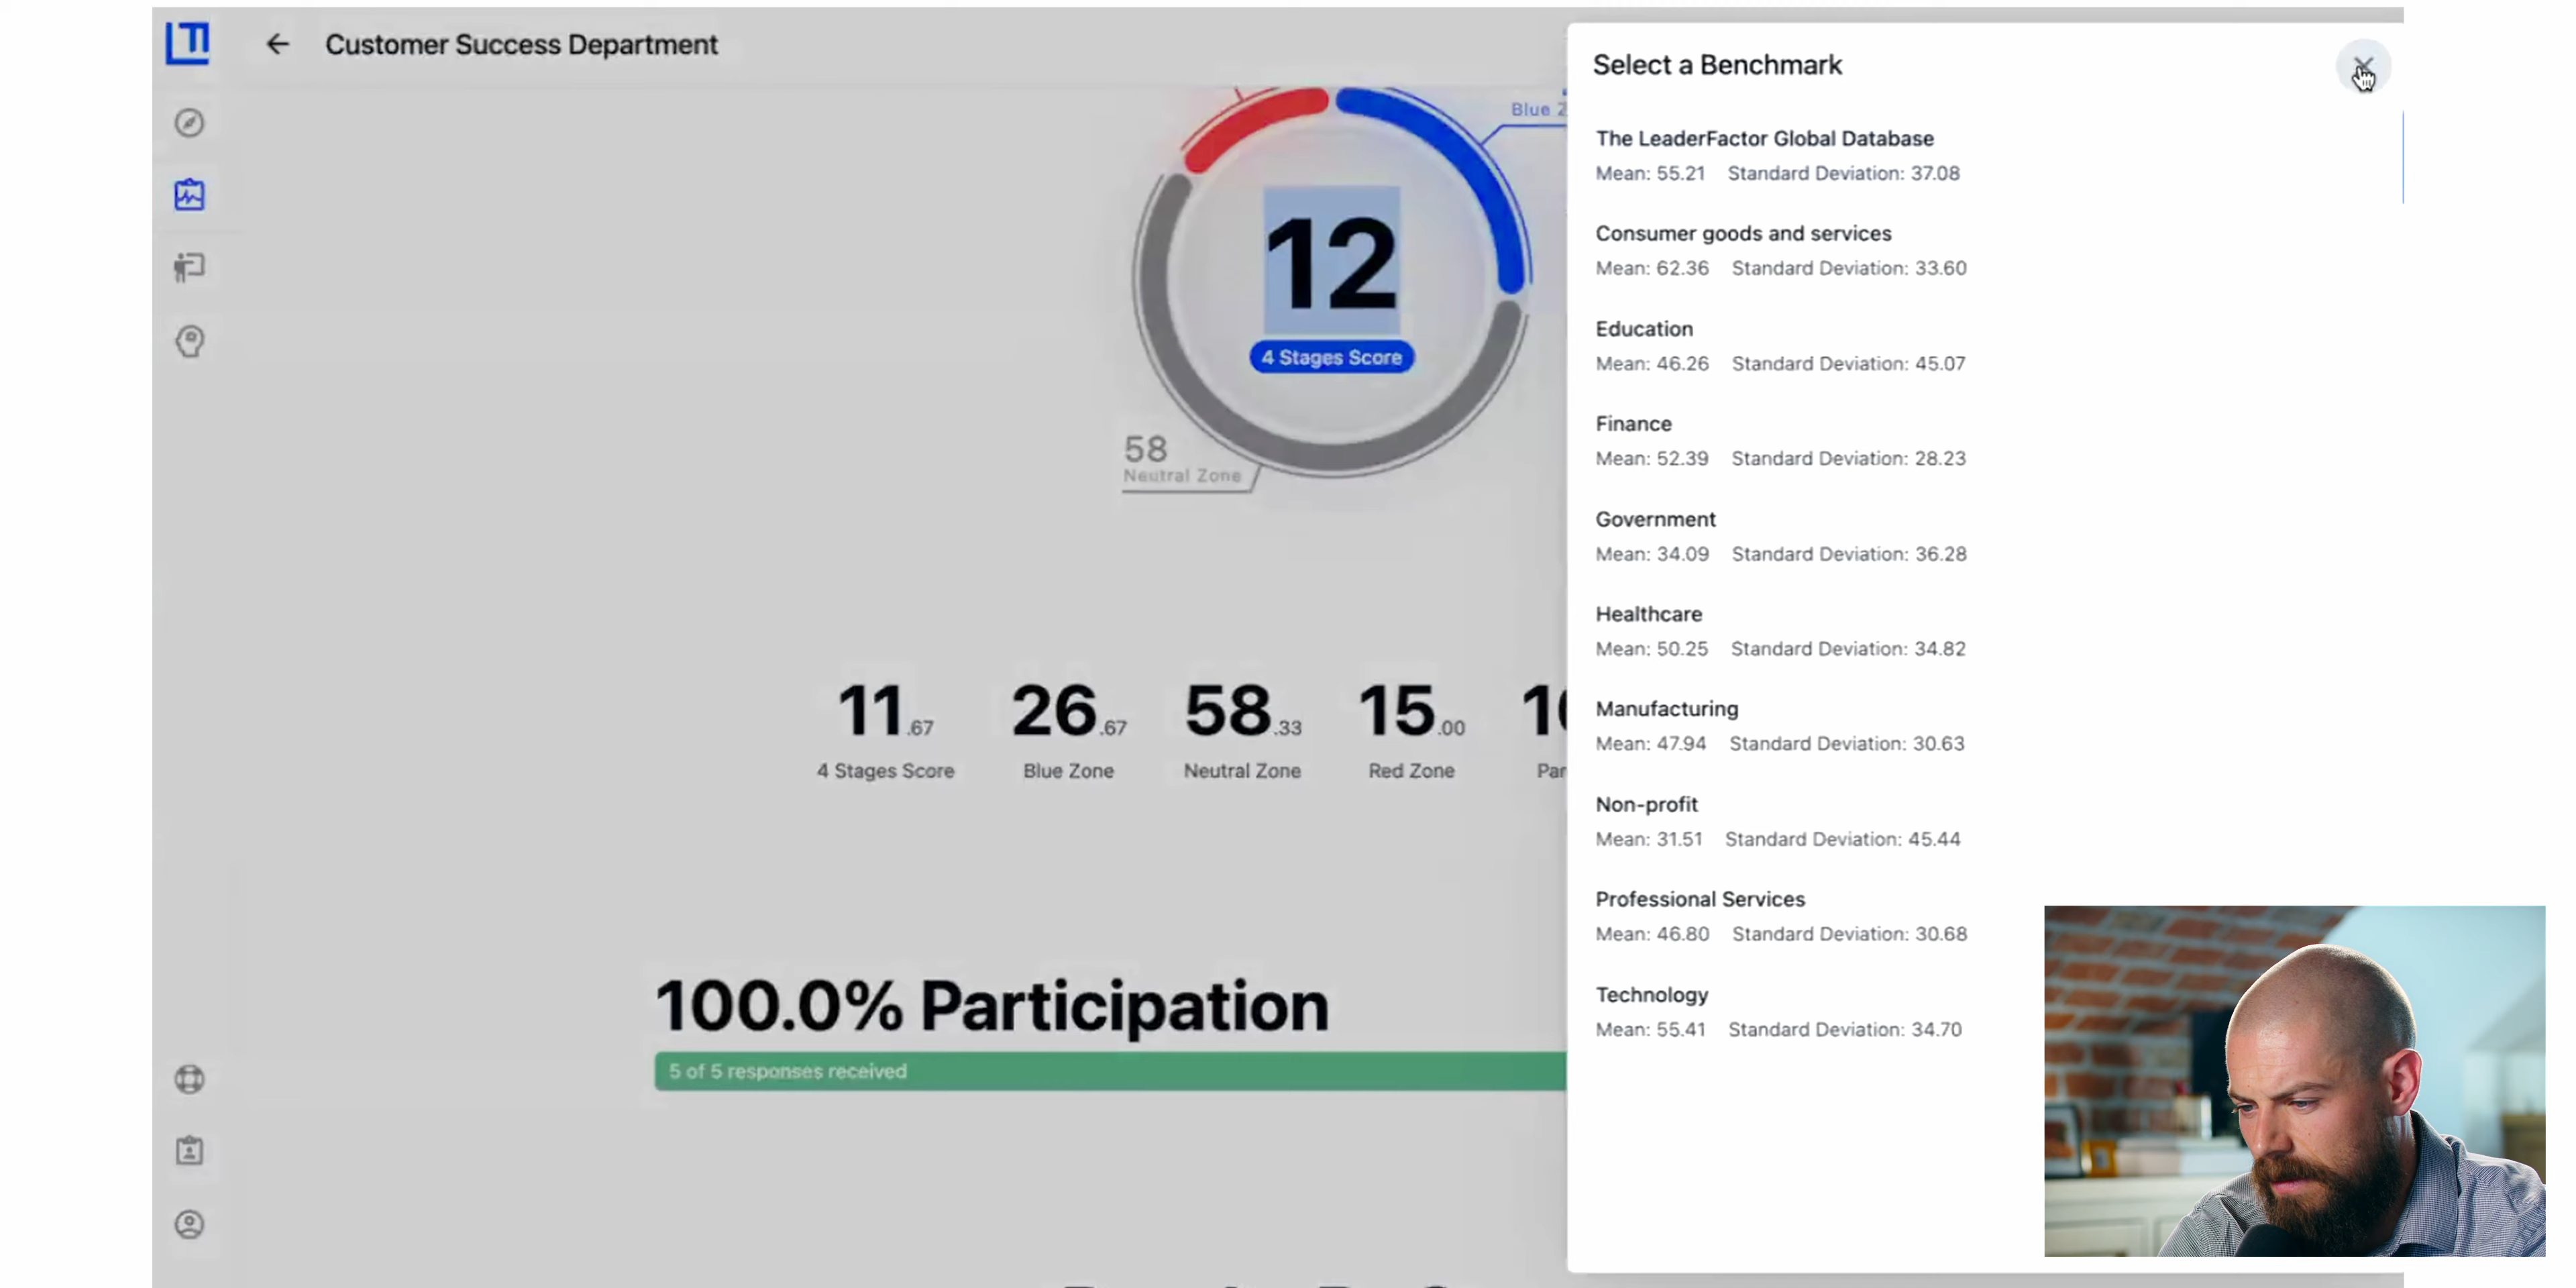 Customer Success Department
Blue
12
4 Stages Score
58
Neutral Zone
11.67
4 Stages Score
26.67
Blue Zone
58.33
Neutral Zone
15.00
Red Zone
100.0% Participation
5 of 5 responses received
Select a Benchmark
The LeaderFactor Global Database
Mean: 55.21 Standard Deviation: 37.08
Consumer goods and services
Mean: 62.36 Standard Deviation: 33.60
Education
Mean: 46.26 Standard Deviation: 45.07
Finance
Mean: 52.39 Standard Deviation: 28.23
Government
Mean: 34.09 Standard Deviation: 36.28
Healthcare
Mean: 50.25 Standard Deviation: 34.82
Manufacturing
Mean: 47.94 Standard Deviation: 30.63
Non-profit
Mean: 31.51 Standard Deviation: 45.44
Professional Services
Mean: 46.80 Standard Deviation: 30.68
Technology
Mean: 55.41 Standard Deviation: 34.70